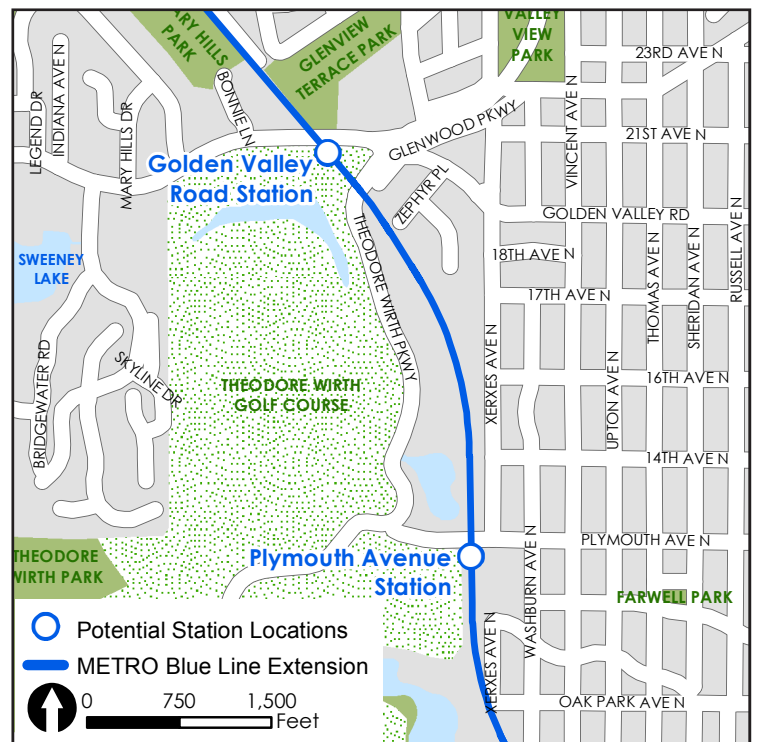 VALLEY
VIEW
PARK
ARY HILLS
PARK
GLENVIEW
TERRACE PARK
23RD AVE N
INDIANA AVE N
LEGEND DR
MARY HILLS DR
BONNIE LN
GLENWOOD PKWY
VINCENT AVE N
21ST AVE N
Golden Valley
Road Station
ZEPHYR PL
GOLDEN VALLEY RD
THEODORE WIRTH PKWY
18TH AVE N
THOMAS AVE N
SHERIDAN AVE N
RUSSELL AVE N
SWEENEY
LAKE
17TH AVE N
BRIDGEWATER RD
SKYLINE DR
XERXES AVE N
UPTON AVE N
16TH AVE N
THEODORE WIRTH
GOLF COURSE
14TH AVE N
PLYMOUTH AVE N
THEODORE
WIRTH PARK
Plymouth Avenue
Station
WASHBURN AVE N
FARWELL PARK
XERXES AVE N
OAK PARK AVE N
Potential Station Locations
METRO Blue Line Extension
0 750 1,500
Feet